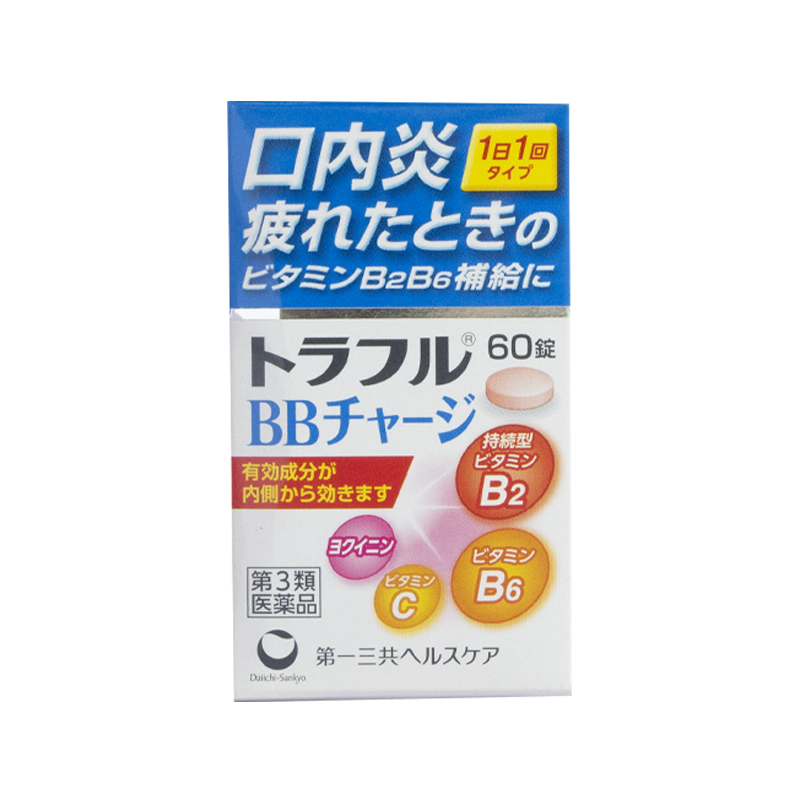 口内炎
1日1回
タイプ
疲れたときの
ビタミンB2B6補給に
トラフル®
60錠
BBチャージ
有効成分が
内側から効きます
持続型
ビタミン
B2
ヨクイニン
ビタミン
C
ビタミン
B6
第3類
医薬品
Daiichi-Sankyo
第一三共ヘルスケア